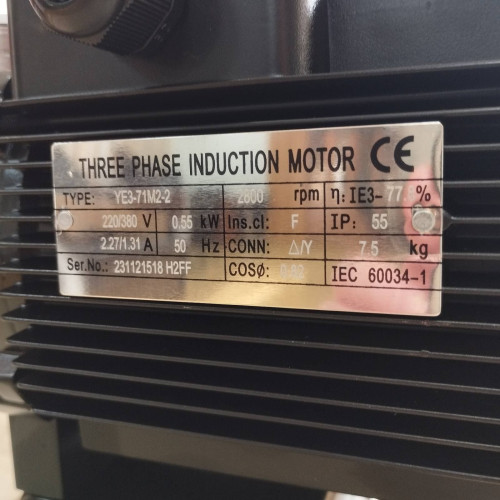 THREE PHASE INDUCTION MOTOR CE
TYPE: YE3-71M2-2 rpm η: IE3-77 %
220/380 V 0,55 kW Ins.cl: F IP: 55
2.27/1.31 A 50 Hz CONN: △/Y 7.5 kg
Ser.No.: 231121518 H2FF COSØ: IEC 60034-1